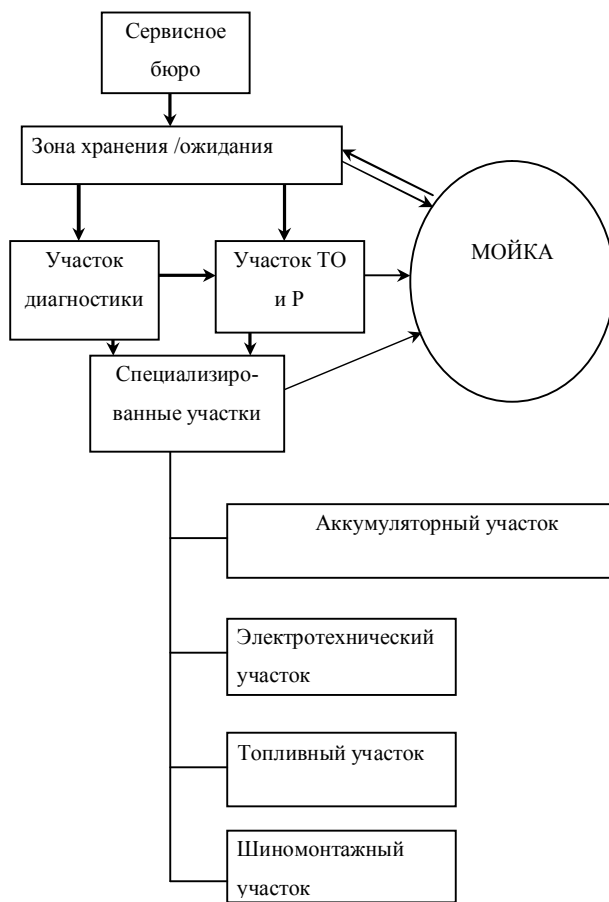 Сервисное
бюро
Зона хранения /ожидания
МОЙКА
Участок
диагностики
Участок ТО
и Р
Специализиро-
ванные участки
Аккумуляторный участок
Электротехнический
участок
Топливный участок
Шиномонтажный
участок